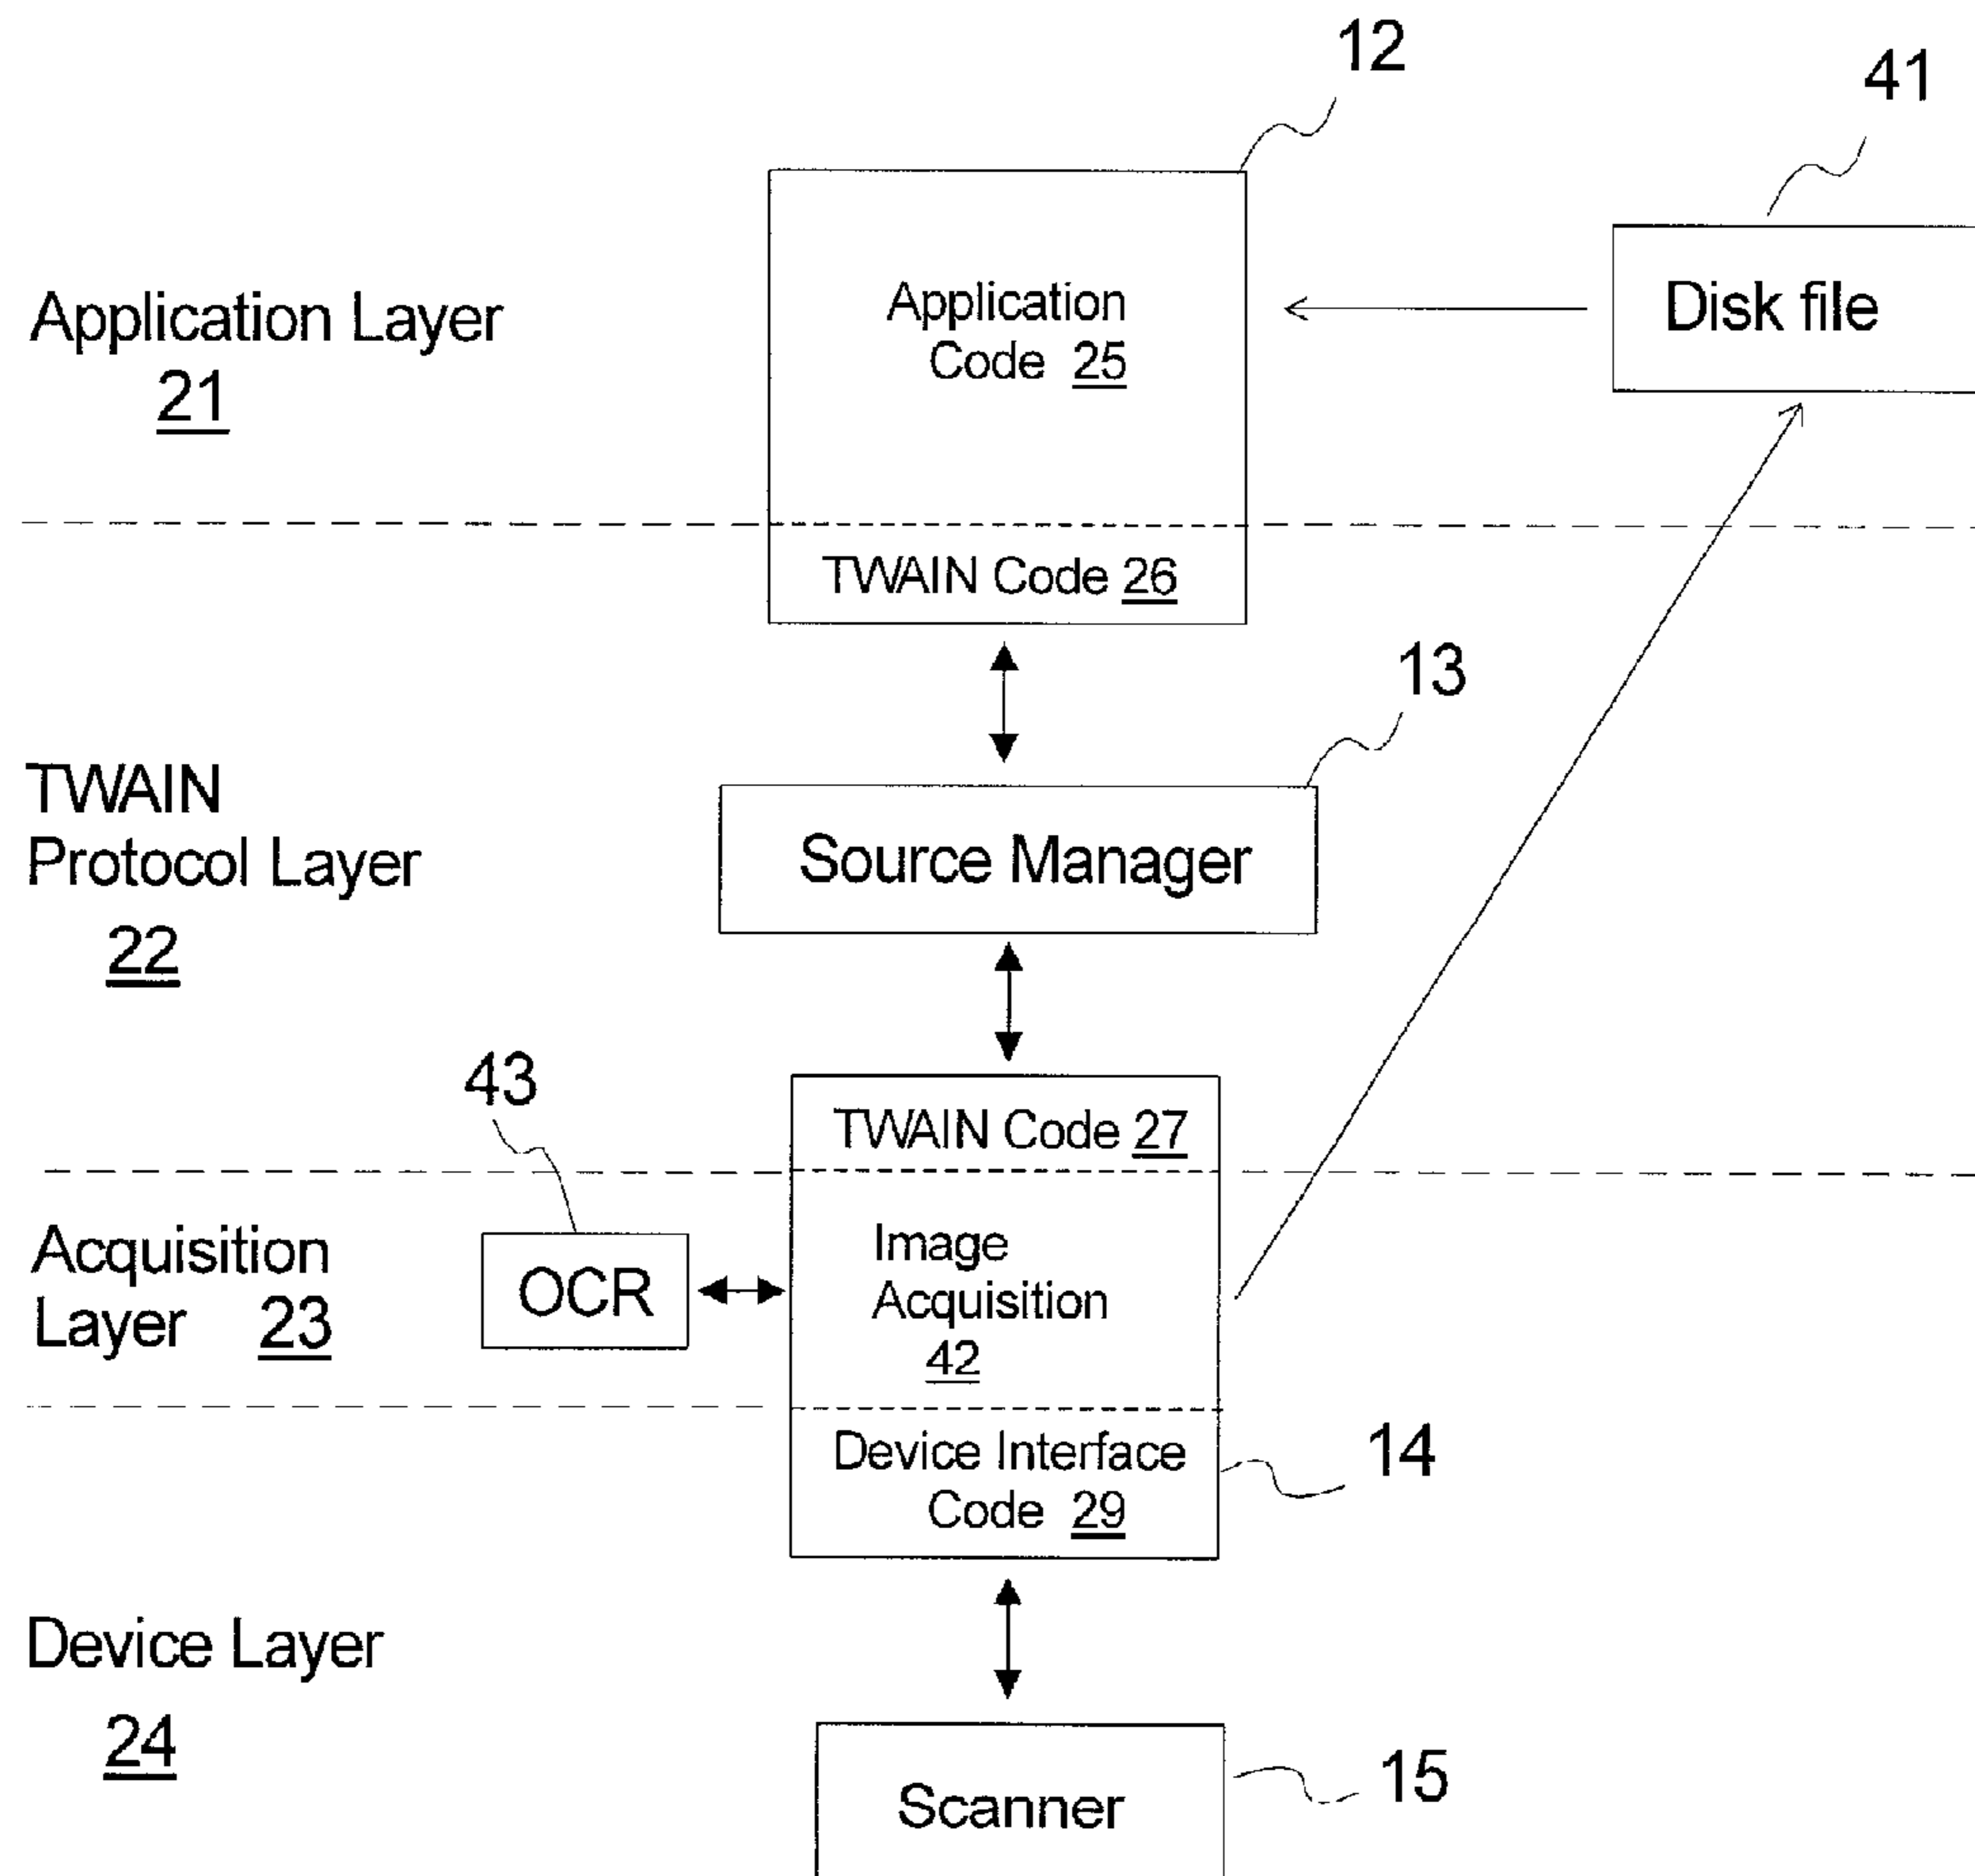 12
41
Application Layer
21
Application
Code 25
Disk file
TWAIN Code 26
13
TWAIN
Protocol Layer
22
Source Manager
43
TWAIN Code 27
Acquisition
Layer 23
OCR
Image
Acquisition
42
Device Interface
Code 29
14
Device Layer
24
Scanner
15